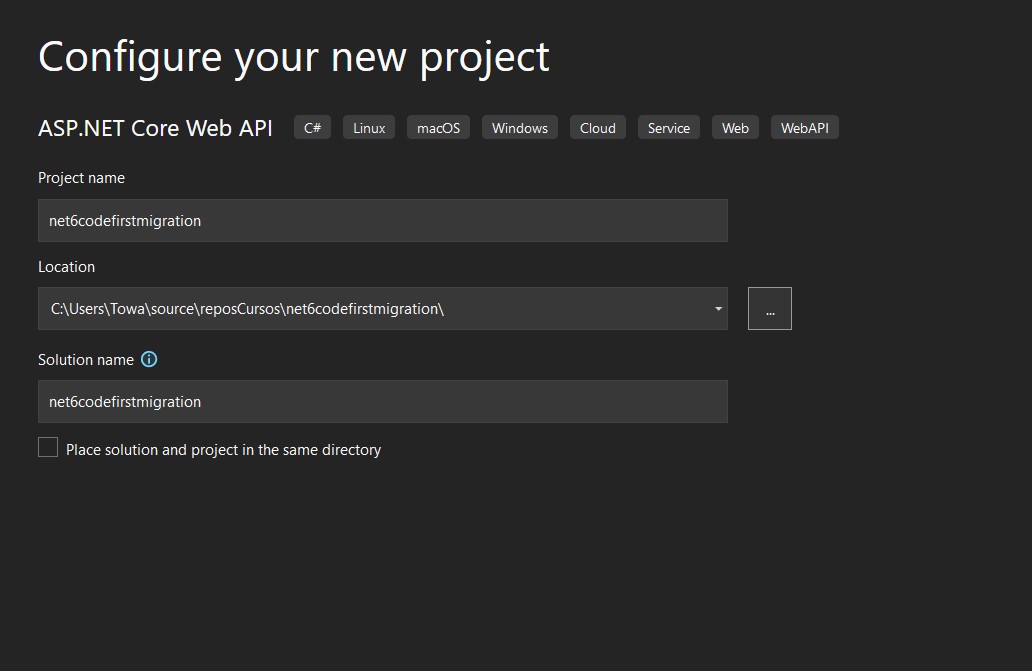 Configure your new project
ASP.NET Core Web API C# Linux macOS Windows Cloud Service Web WebAPI
Project name
net6codefirstmigration
Location
C:\Users\Towa\source\reposCursos\net6codefirstmigration\
...
Solution name
net6codefirstmigration
Place solution and project in the same directory